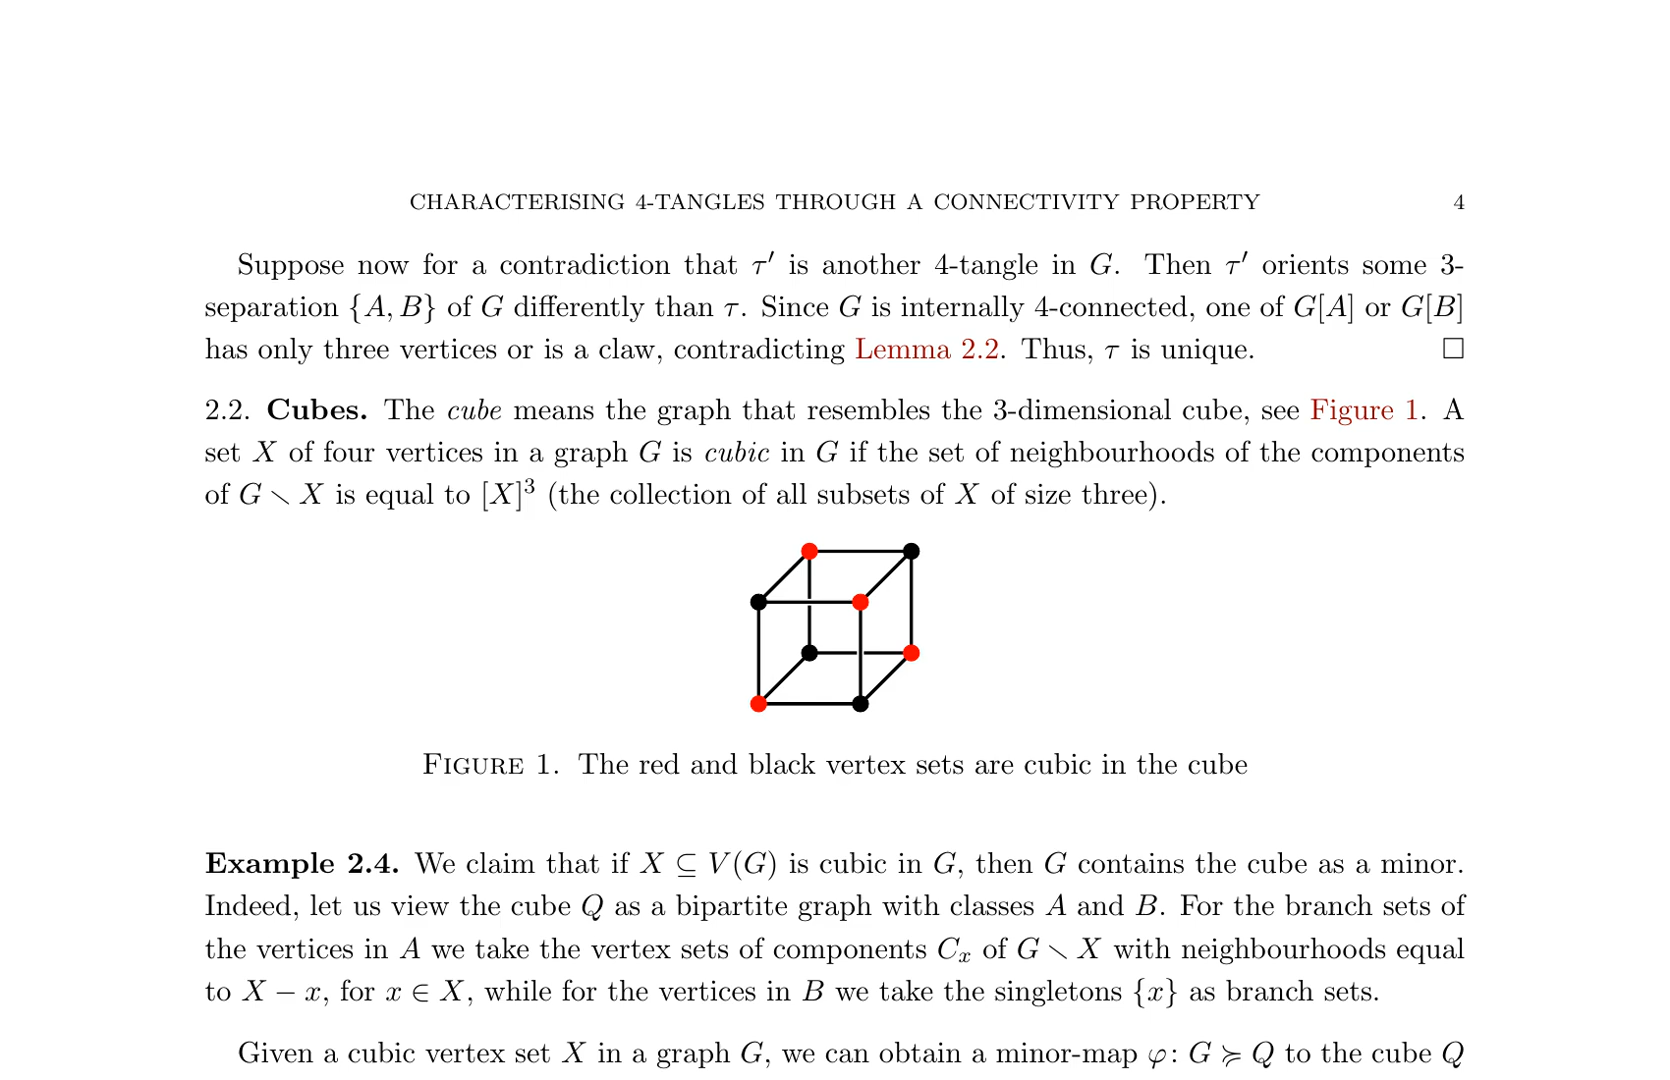 CHARACTERISING 4-TANGLES THROUGH A CONNECTIVITY PROPERTY 4
Suppose now for a contradiction that τ′ is another 4-tangle in G. Then τ′ orients some 3-
separation {A, B} of G differently than τ. Since G is internally 4-connected, one of G[A] or G[B]
has only three vertices or is a claw, contradicting Lemma 2.2. Thus, τ is unique. □
2.2. Cubes. The cube means the graph that resembles the 3-dimensional cube, see Figure 1. A
set X of four vertices in a graph G is cubic in G if the set of neighbourhoods of the components
of G ∖ X is equal to [X]³ (the collection of all subsets of X of size three).
FIGURE 1. The red and black vertex sets are cubic in the cube
Example 2.4. We claim that if X ⊆ V(G) is cubic in G, then G contains the cube as a minor.
Indeed, let us view the cube Q as a bipartite graph with classes A and B. For the branch sets of
the vertices in A we take the vertex sets of components Cₓ of G ∖ X with neighbourhoods equal
to X − x, for x ∈ X, while for the vertices in B we take the singletons {x} as branch sets.
Given a cubic vertex set X in a graph G, we can obtain a minor-map φ: G ≽ Q to the cube Q